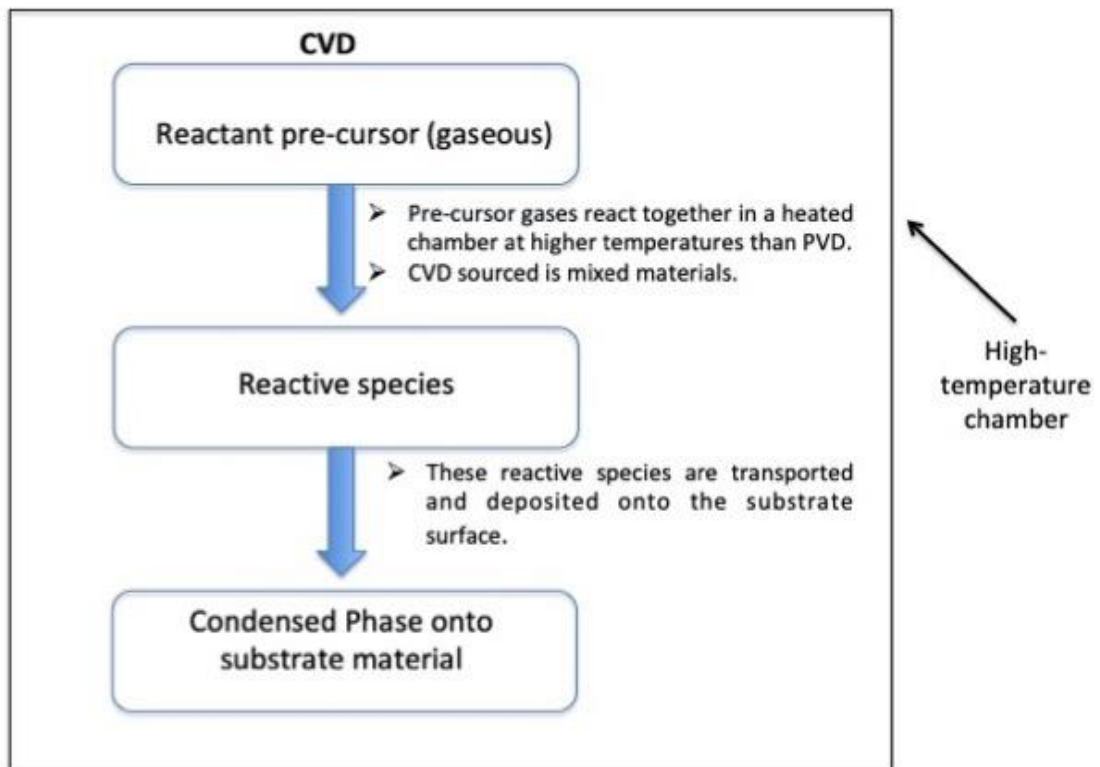 CVD
Reactant pre-cursor (gaseous)
➢ Pre-cursor gases react together in a heated
chamber at higher temperatures than PVD.
➢ CVD sourced is mixed materials.
High-
temperature
chamber
Reactive species
➢ These reactive species are transported
and deposited onto the substrate
surface.
Condensed Phase onto
substrate material